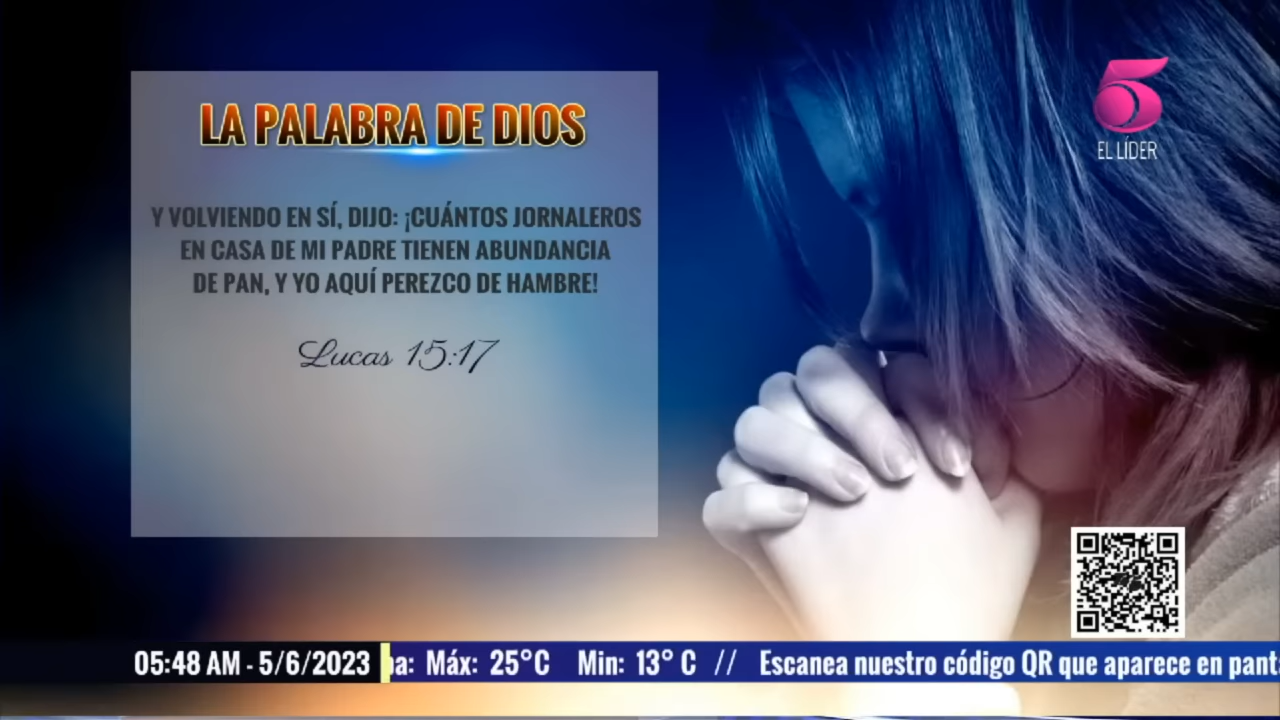 LA PALABRA DE DIOS
Y VOLVIENDO EN SÍ, DIJO: ¡CUÁNTOS JORNALEROS
EN CASA DE MI PADRE TIENEN ABUNDANCIA
DE PAN, Y YO AQUÍ PEREZCO DE HAMBRE!
Lucas 15:17
5
EL LÍDER
05:48 AM - 5/6/2023 Máx: 25°C Min: 13° C // Escanea nuestro código QR que aparece en